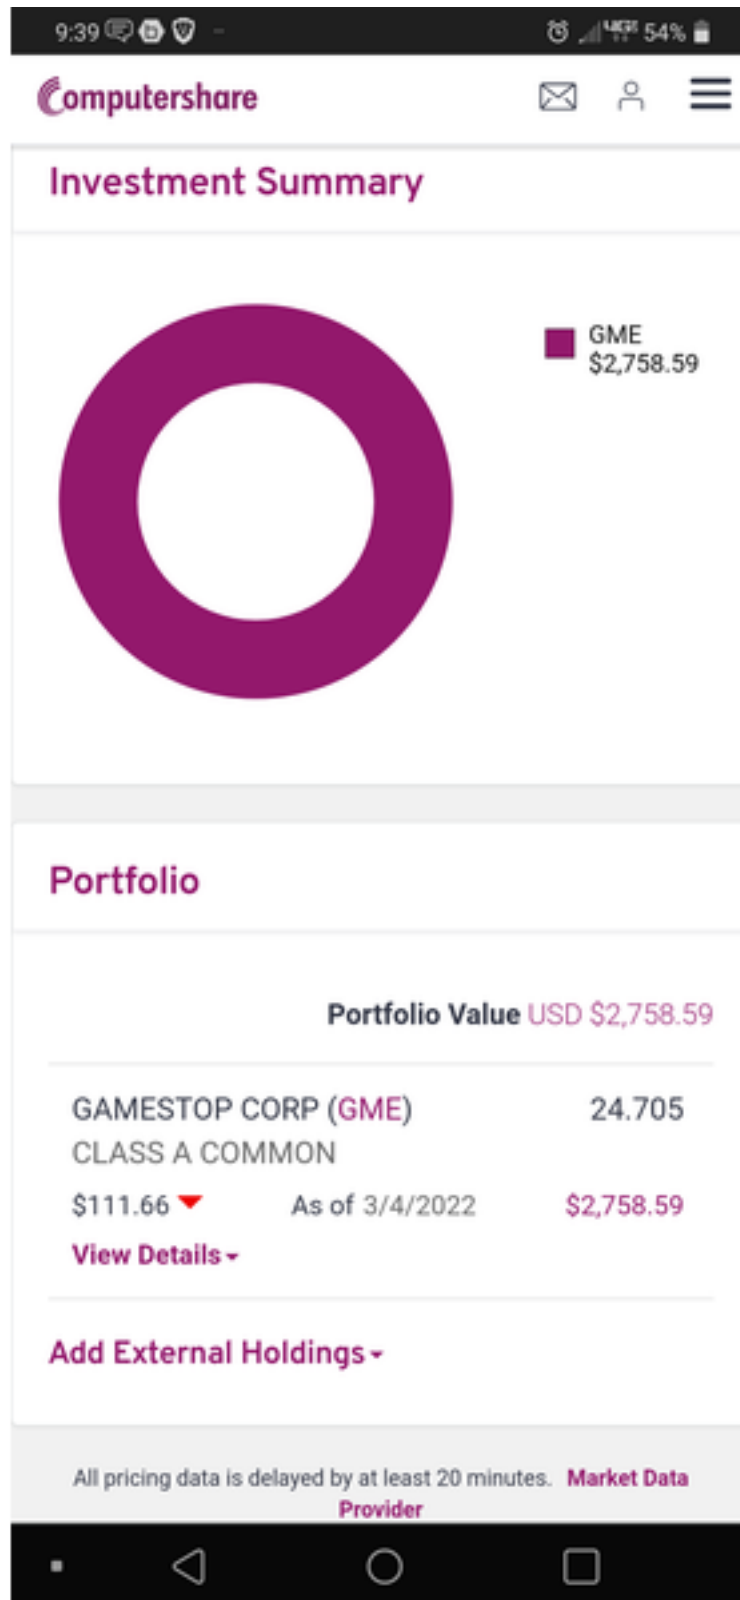 9:39 54%
Computershare
Investment Summary
GME
$2,758.59
Portfolio
Portfolio Value USD $2,758.59
GAMESTOP CORP (GME) 24.705
CLASS A COMMON
$111.66 As of 3/4/2022 $2,758.59
View Details
Add External Holdings
All pricing data is delayed by at least 20 minutes. Market Data
Provider